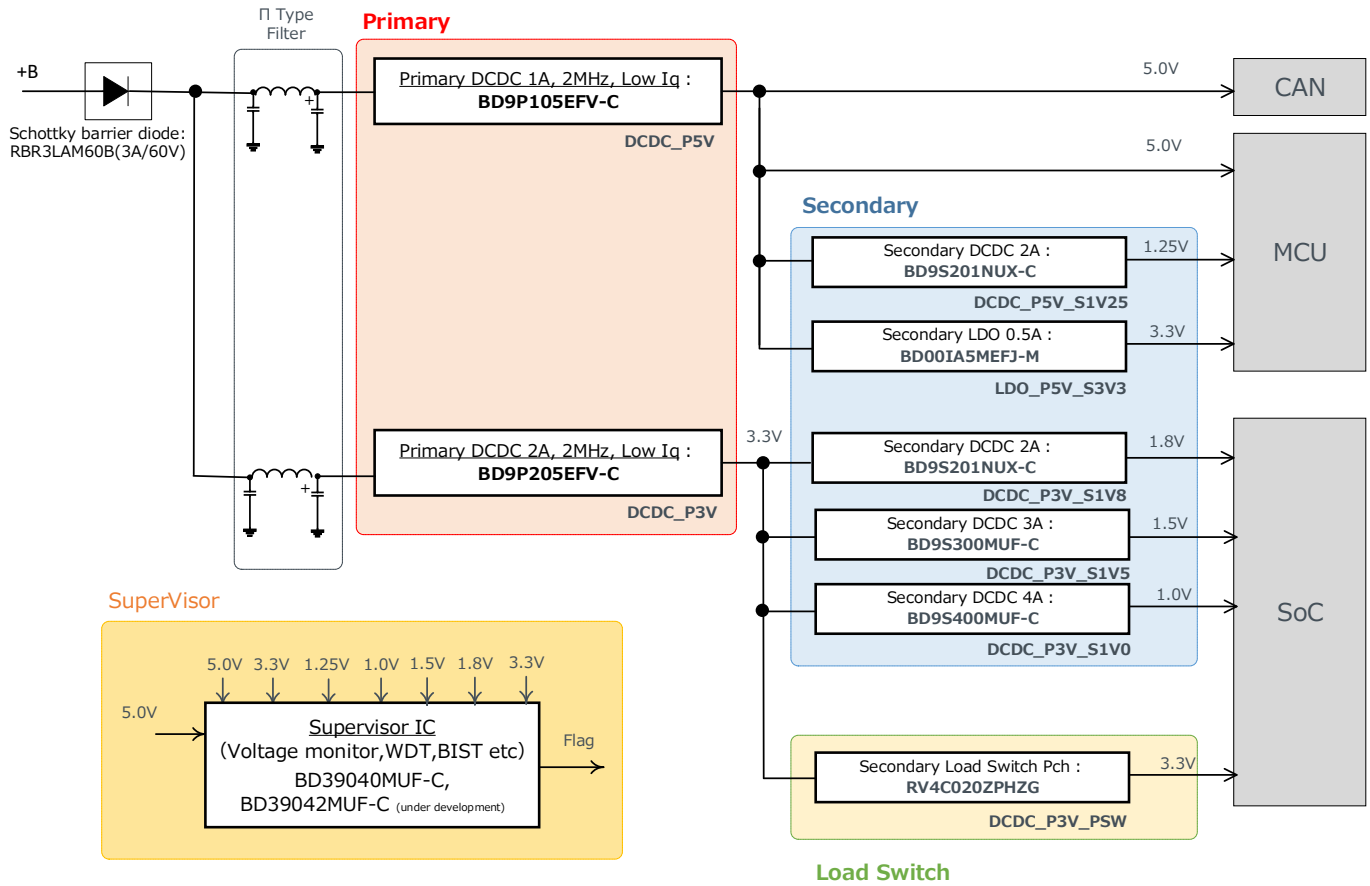 Π Type
Filter
Primary
+B
Schottky barrier diode:
RBR3LAM60B(3A/60V)
+
Primary DCDC 1A, 2MHz, Low Iq :
BD9P105EFV-C
DCDC_P5V
5.0V
CAN
5.0V
MCU
Secondary
Secondary DCDC 2A :
BD9S201NUX-C
1.25V
DCDC_P5V_S1V25
Secondary LDO 0.5A :
BD00IA5MEFJ-M
3.3V
LDO_P5V_S3V3
+
Primary DCDC 2A, 2MHz, Low Iq :
BD9P205EFV-C
DCDC_P3V
3.3V
Secondary DCDC 2A :
BD9S201NUX-C
1.8V
DCDC_P3V_S1V8
Secondary DCDC 3A :
BD9S300MUF-C
1.5V
DCDC_P3V_S1V5
Secondary DCDC 4A :
BD9S400MUF-C
1.0V
DCDC_P3V_S1V0
SoC
SuperVisor
5.0V 3.3V 1.25V 1.0V 1.5V 1.8V 3.3V
5.0V
Supervisor IC
(Voltage monitor,WDT,BIST etc)
BD39040MUF-C,
BD39042MUF-C (under development)
Flag
Secondary Load Switch Pch :
RV4C020ZPHZG
3.3V
DCDC_P3V_PSW
Load Switch